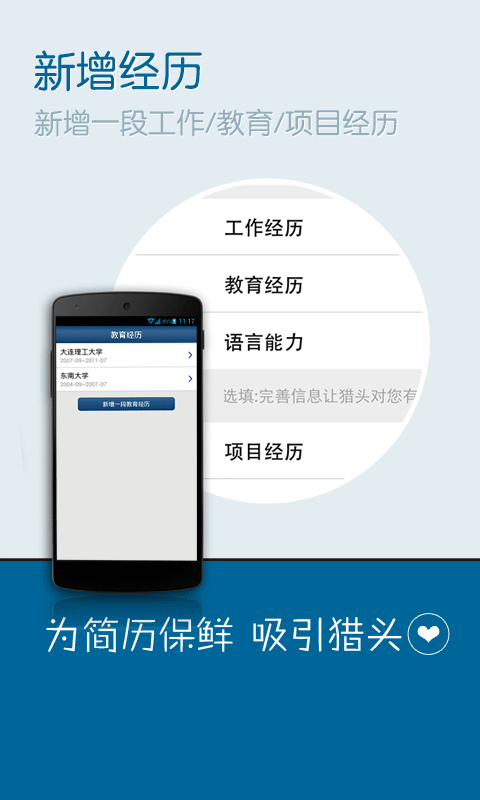 新增经历
新增一段工作/教育/项目经历
工作经历
教育经历
语言能力
选填:完善信息让猎头对您有
项目经历
11:17
教育经历
大连理工大学
2007-09~2011-07
东南大学
2004-09~2007-07
新增一段教育经历
为简历保鲜 吸引猎头